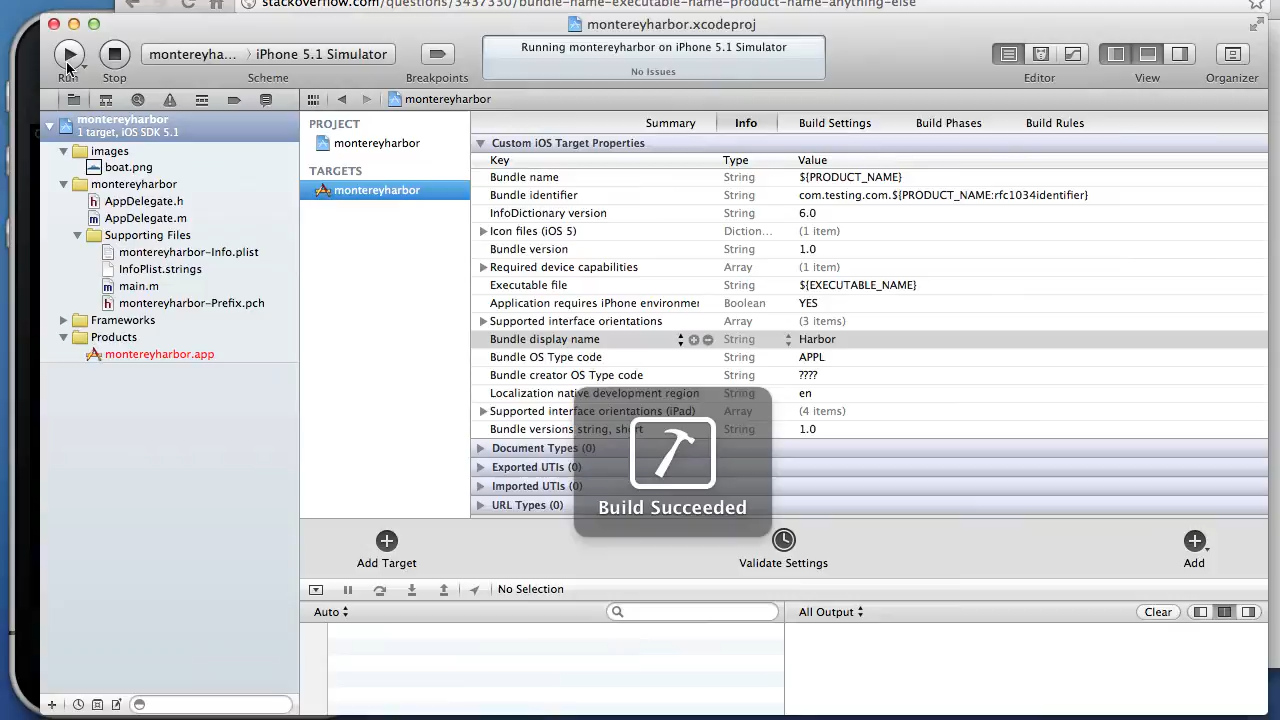 stackoverflow.com/questions/3437330/bundle-name-executable-name-product-name-anything-else
montereyharbor.xcodeproj
Run
Stop
montereyha... iPhone 5.1 Simulator
Scheme
Breakpoints
Running montereyharbor on iPhone 5.1 Simulator
No Issues
Editor
View
Organizer
montereyharbor
montereyharbor
1 target, iOS SDK 5.1
images
boat.png
montereyharbor
AppDelegate.h
AppDelegate.m
Supporting Files
montereyharbor-Info.plist
InfoPlist.strings
main.m
montereyharbor-Prefix.pch
Frameworks
Products
montereyharbor.app
PROJECT
montereyharbor
TARGETS
montereyharbor
Summary Info Build Settings Build Phases Build Rules
Custom iOS Target Properties
Key Type Value
Bundle name String ${PRODUCT_NAME}
Bundle identifier String com.testing.com.${PRODUCT_NAME:rfc1034identifier}
InfoDictionary version String 6.0
Icon files (iOS 5) Diction... (1 item)
Bundle version String 1.0
Required device capabilities Array (1 item)
Executable file String ${EXECUTABLE_NAME}
Application requires iPhone environmer Boolean YES
Supported interface orientations Array (3 items)
Bundle display name String Harbor
Bundle OS Type code String APPL
Bundle creator OS Type code String ????
Localization native development region String en
Supported interface orientations (iPad) Array (4 items)
Bundle versions string, short String 1.0
Document Types (0)
Exported UTIs (0)
Imported UTIs (0)
URL Types (0)
Build Succeeded
Add Target
Validate Settings
Add
No Selection
Auto
All Output
Clear